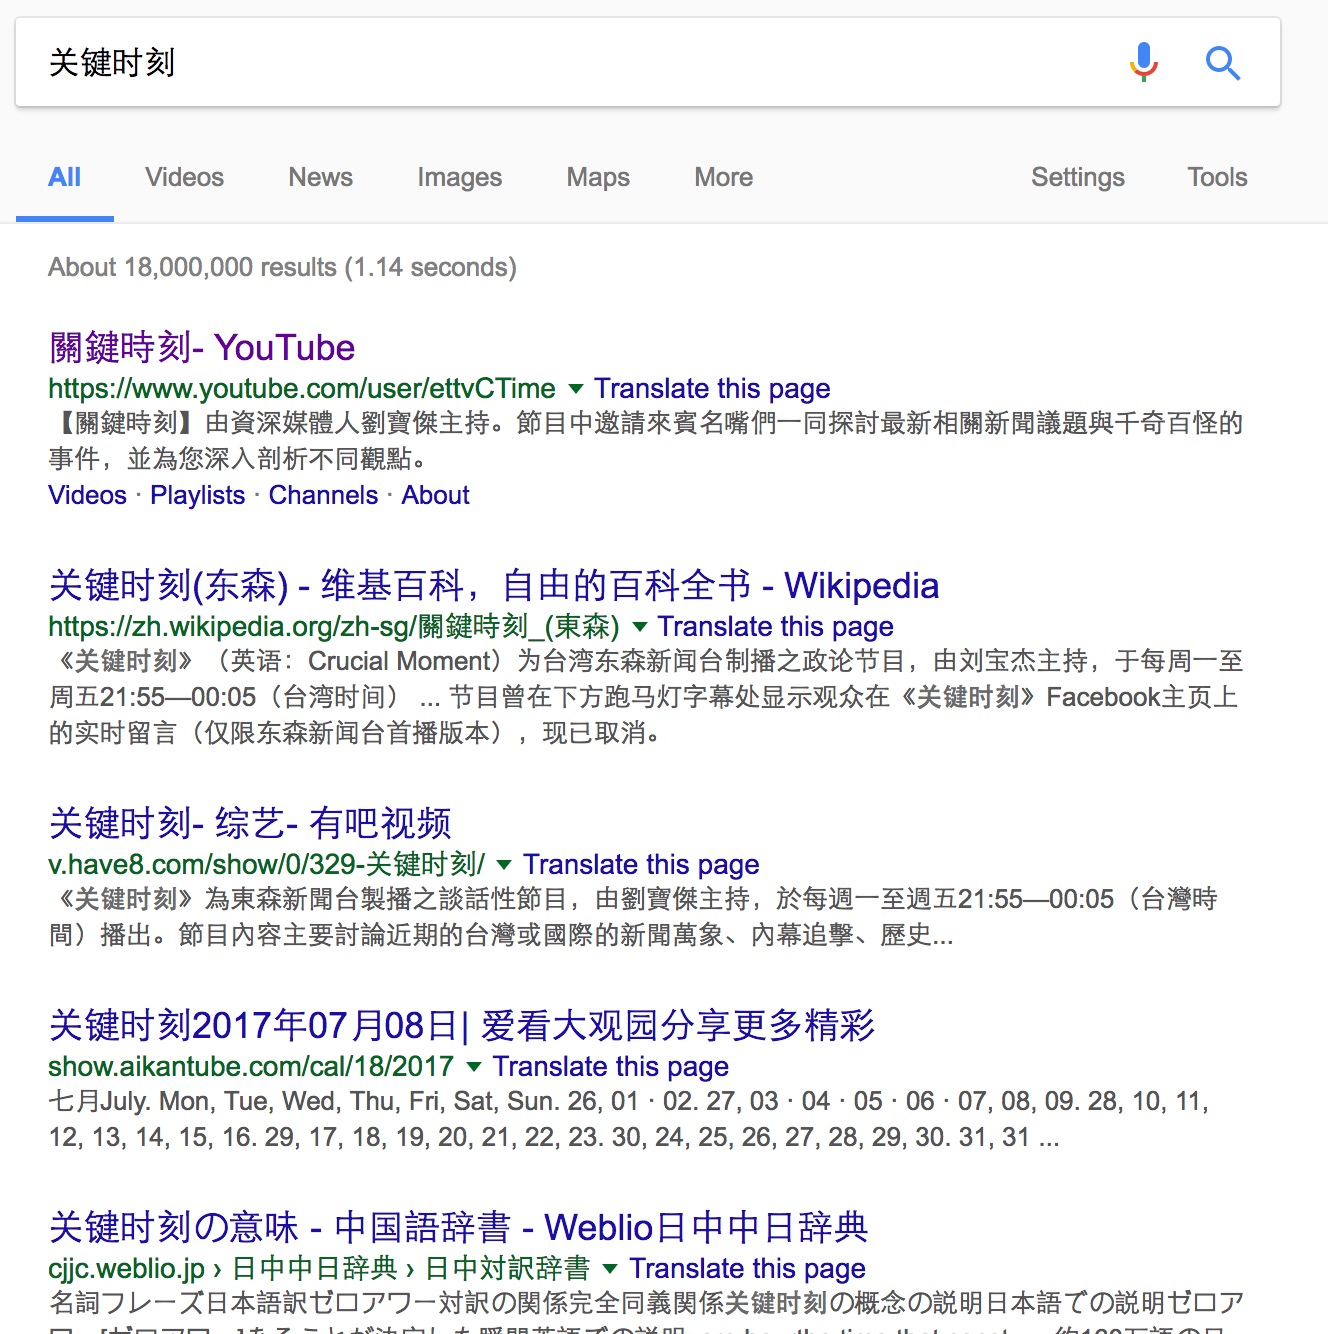 关键时刻
All Videos News Images Maps More Settings Tools
About 18,000,000 results (1.14 seconds)
關鍵時刻- YouTube
https://www.youtube.com/user/ettvCTime ▼ Translate this page
【關鍵時刻】由資深媒體人劉寶傑主持。節目中邀請來賓名嘴們一同探討最新相關新聞議題與千奇百怪的
事件，並為您深入剖析不同觀點。
Videos · Playlists · Channels · About
关键时刻(东森) - 维基百科，自由的百科全书 - Wikipedia
https://zh.wikipedia.org/zh-sg/關鍵時刻_(東森) ▼ Translate this page
《关键时刻》（英语：Crucial Moment）为台湾东森新闻台制播之政论节目，由刘宝杰主持，于每周一至
周五21:55—00:05（台湾时间） ... 节目曾在下方跑马灯字幕处显示观众在《关键时刻》Facebook主页上
的实时留言（仅限东森新闻台首播版本），现已取消。
关键时刻- 综艺- 有吧视频
v.have8.com/show/0/329-关键时刻/ ▼ Translate this page
《关键时刻》為東森新聞台製播之談話性節目，由劉寶傑主持，於每週一至週五21:55—00:05（台灣時
間）播出。節目內容主要討論近期的台灣或國際的新聞萬象、內幕追擊、歷史...
关键时刻2017年07月08日| 爱看大观园分享更多精彩
show.aikantube.com/cal/18/2017 ▼ Translate this page
七月July. Mon, Tue, Wed, Thu, Fri, Sat, Sun. 26, 01 · 02. 27, 03 · 04 · 05 · 06 · 07, 08, 09. 28, 10, 11,
12, 13, 14, 15, 16. 29, 17, 18, 19, 20, 21, 22, 23. 30, 24, 25, 26, 27, 28, 29, 30. 31, 31 ...
关键时刻の意味 - 中国語辞書 - Weblio日中中日辞典
cjjc.weblio.jp › 日中中日辞典 › 日中対訳辞書 ▼ Translate this page
名詞フレーズ日本語訳ゼロアワー対訳の関係完全同義関係关键时刻の概念の説明日本語での説明ゼロア